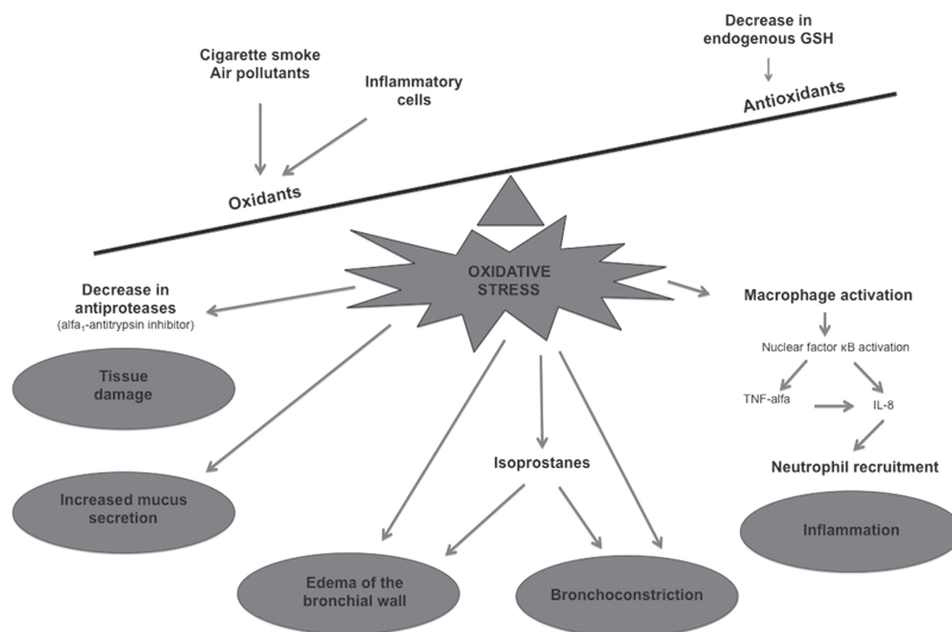 Decrease in
endogenous GSH
Cigarette smoke
Air pollutants
Inflammatory
cells
Antioxidants
Oxidants
OXIDATIVE
STRESS
Decrease in
antiproteases
(alfa₁-antitrypsin inhibitor)
Tissue
damage
Increased mucus
secretion
Isoprostanes
Edema of the
bronchial wall
Bronchoconstriction
Macrophage activation
Nuclear factor κB activation
TNF-alfa
IL-8
Neutrophil recruitment
Inflammation